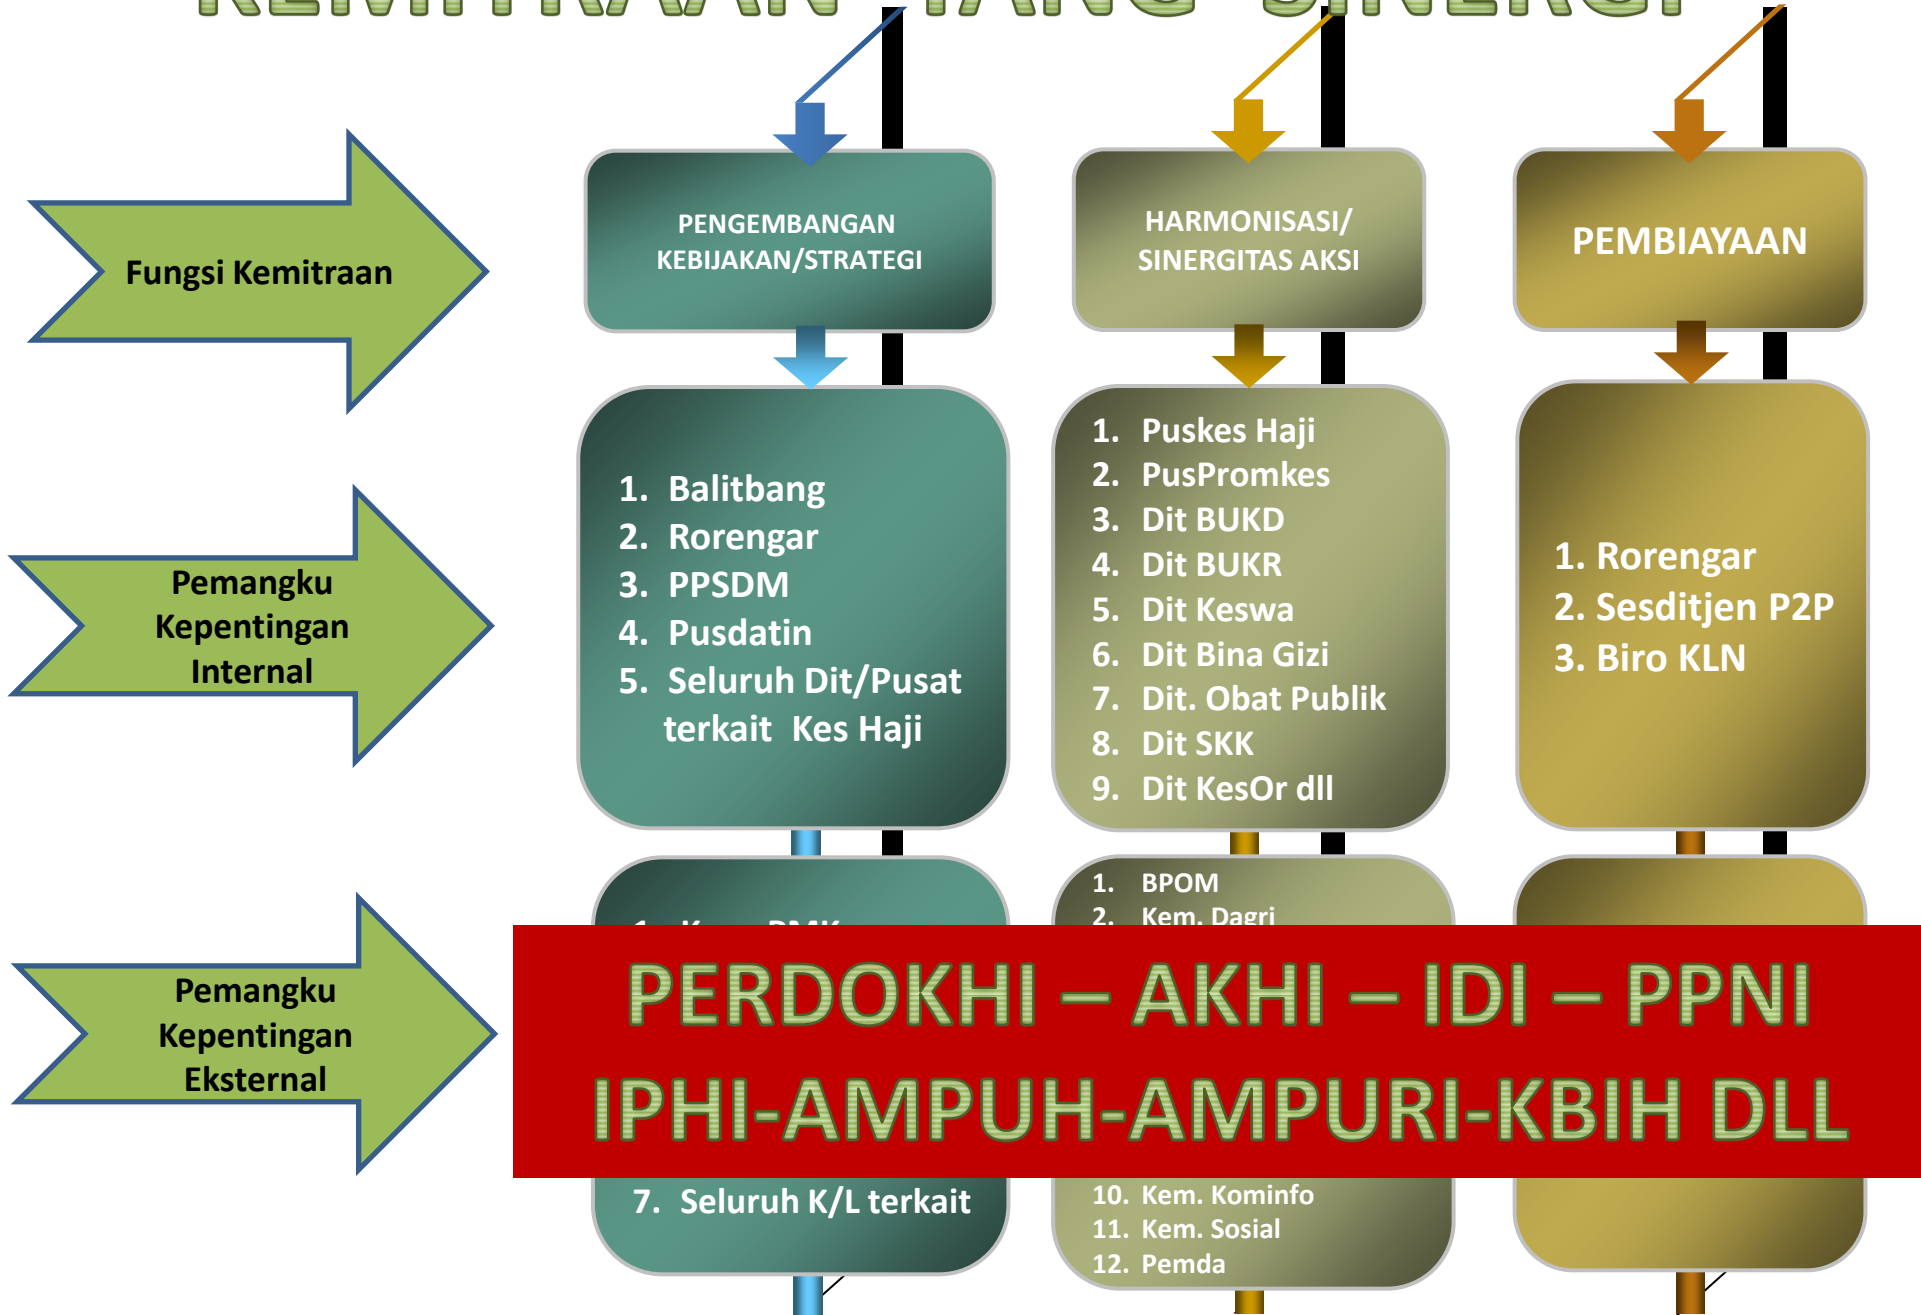 KEMITRAAN YANG SINERGI
Fungsi Kemitraan
PENGEMBANGAN
KEBIJAKAN/STRATEGI
HARMONISASI/
SINERGITAS AKSI
PEMBIAYAAN
Pemangku
Kepentingan
Internal
1. Balitbang
2. Rorengar
3. PPSDM
4. Pusdatin
5. Seluruh Dit/Pusat
terkait Kes Haji
1. Puskes Haji
2. PusPromkes
3. Dit BUKD
4. Dit BUKR
5. Dit Keswa
6. Dit Bina Gizi
7. Dit. Obat Publik
8. Dit SKK
9. Dit KesOr dll
1. Rorengar
2. Sesditjen P2P
3. Biro KLN
Pemangku
Kepentingan
Eksternal
1. BPOM
2. Kem. Dagri
PERDOKHI – AKHI – IDI – PPNI
IPHI-AMPUH-AMPURI-KBIH DLL
7. Seluruh K/L terkait
10. Kem. Kominfo
11. Kem. Sosial
12. Pemda